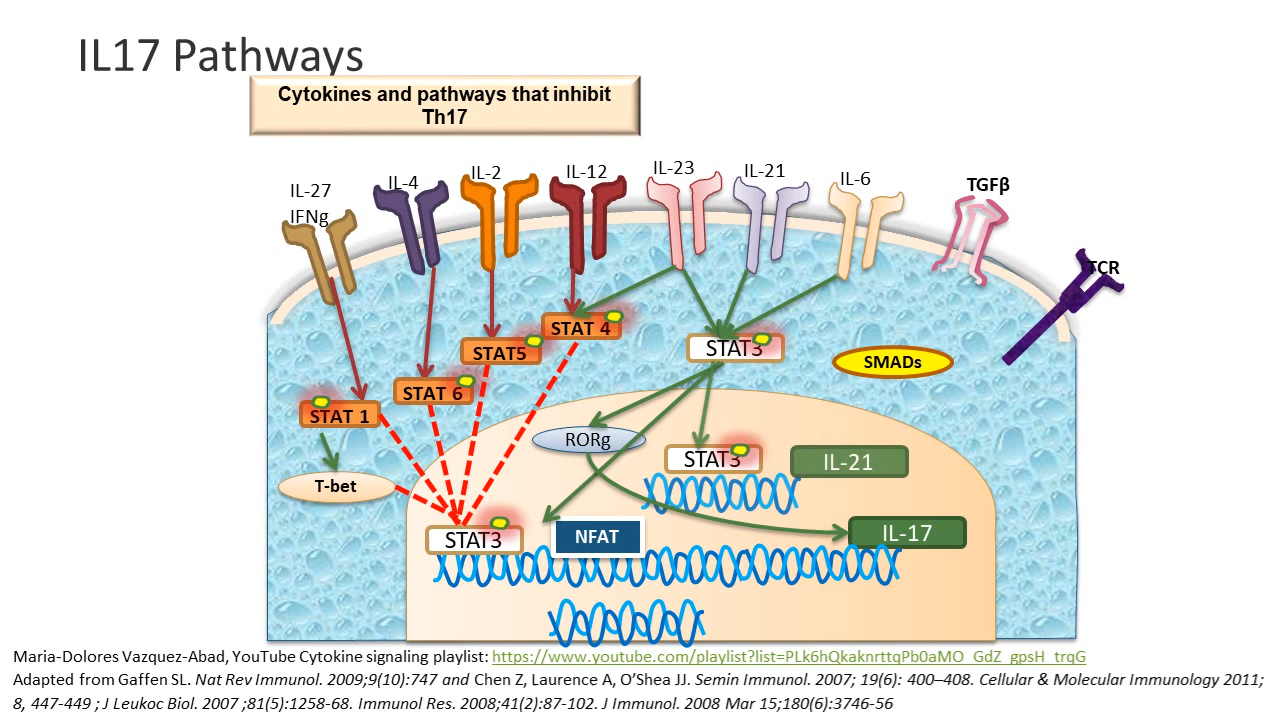 IL17 Pathways
Cytokines and pathways that inhibit
Th17
IL-27
IFNg
IL-4
IL-2
IL-12
IL-23
IL-21
IL-6
TGFβ
TCR
STAT 4
STAT5
STAT3
SMADs
STAT 6
STAT 1
RORg
STAT3
IL-21
T-bet
STAT3
NFAT
IL-17
Maria-Dolores Vazquez-Abad, YouTube Cytokine signaling playlist: https://www.youtube.com/playlist?list=PLk6hQkaknrttqPb0aMO_GdZ_gpsH_trqG
Adapted from Gaffen SL. Nat Rev Immunol. 2009;9(10):747 and Chen Z, Laurence A, O’Shea JJ. Semin Immunol. 2007; 19(6): 400–408. Cellular & Molecular Immunology 2011;
8, 447-449 ; J Leukoc Biol. 2007 ;81(5):1258-68. Immunol Res. 2008;41(2):87-102. J Immunol. 2008 Mar 15;180(6):3746-56